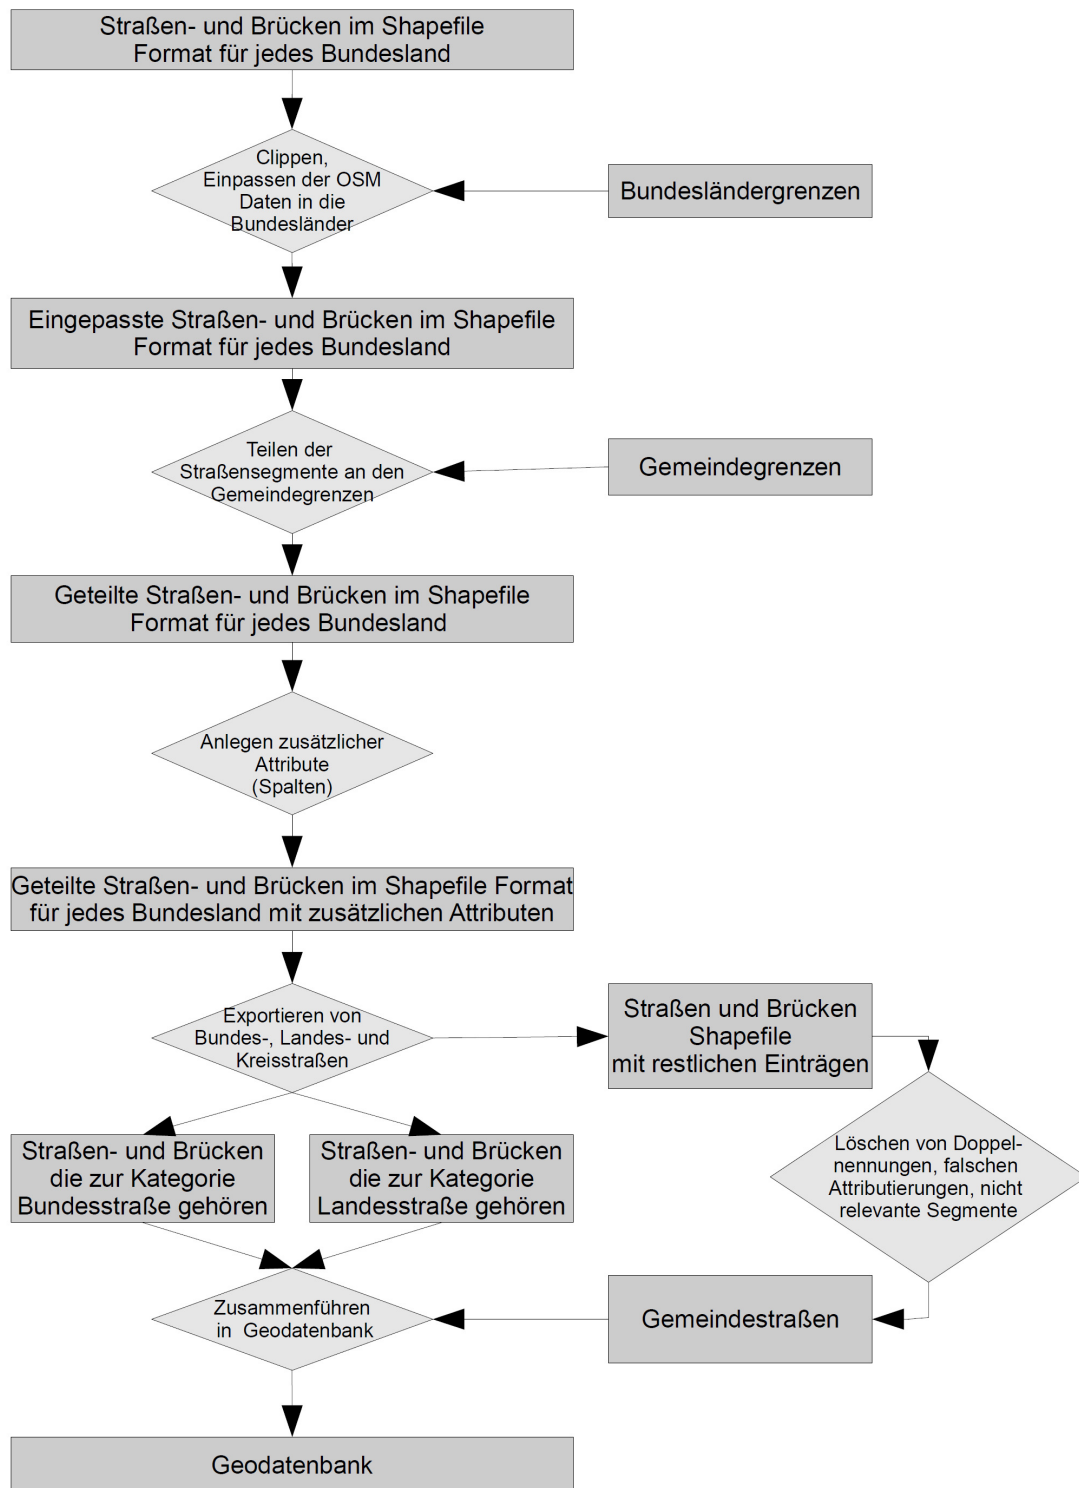 Straßen- und Brücken im Shapefile
Format für jedes Bundesland
Clippen,
Einpassen der OSM
Daten in die
Bundesländer
Bundesländergrenzen
Eingepasste Straßen- und Brücken im Shapefile
Format für jedes Bundesland
Teilen der
Straßensegmente an den
Gemeindegrenzen
Gemeindegrenzen
Geteilte Straßen- und Brücken im Shapefile
Format für jedes Bundesland
Anlegen zusätzlicher
Attribute
(Spalten)
Geteilte Straßen- und Brücken im Shapefile Format
für jedes Bundesland mit zusätzlichen Attributen
Exportieren von
Bundes-, Landes- und
Kreisstraßen
Straßen und Brücken
Shapefile
mit restlichen Einträgen
Straßen- und Brücken
die zur Kategorie
Bundesstraße gehören
Straßen- und Brücken
die zur Kategorie
Landesstraße gehören
Löschen von Doppel-
nennungen, falschen
Attributierungen, nicht
relevante Segmente
Zusammenführen
in Geodatenbank
Gemeindestraßen
Geodatenbank